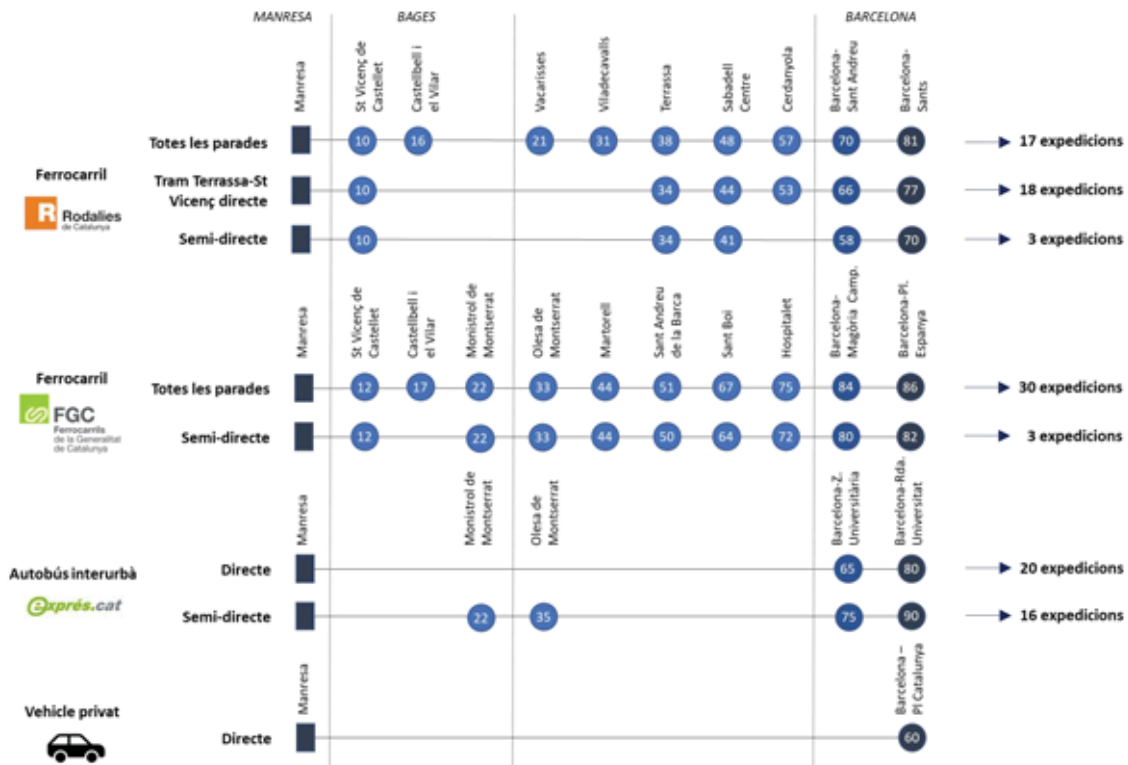 MANRESA BAGES BARCELONA
Manresa
St Vicenç de
Castellet
Castellbell i
el Vilar
Vacarisses
Viladecavalls
Terrassa
Sabadell
Centre
Cerdanyola
Barcelona-
Sant Andreu
Barcelona-
Sants
Totes les parades 10 16 21 31 38 48 57 70 81 17 expedicions
Ferrocarril
R Rodalies
de Catalunya
Tram Terrassa-St
Vicenç directe 10 34 44 53 66 77 18 expedicions
Semi-directe 10 34 41 58 70 3 expedicions
Manresa
St Vicenç de
Castellet
Castellbell i
el Vilar
Monistrol de
Montserrat
Olesa de
Montserrat
Martorell
Sant Andreu
de la Barca
Sant Boi
Hospitalet
Barcelona-
Magòria Camp.
Barcelona-Pl.
Espanya
Ferrocarril
FGC
Ferrocarrils
de la Generalitat
de Catalunya
Totes les parades 12 17 22 33 44 51 67 75 84 86 30 expedicions
Semi-directe 12 22 33 44 50 64 72 80 82 3 expedicions
Manresa
Monistrol de
Montserrat
Olesa de
Montserrat
Barcelona-Z.
Universitària
Barcelona-Rda.
Universitat
Autobús interurbà
exprés.cat
Directe 65 80 20 expedicions
Semi-directe 22 35 75 90 16 expedicions
Manresa
Barcelona –
Pl Catalunya
Vehicle privat
Directe 60